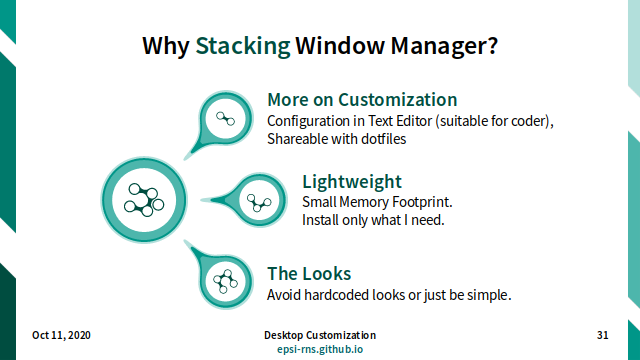 Why Stacking Window Manager?
More on Customization
Configuration in Text Editor (suitable for coder),
Shareable with dotfiles
Lightweight
Small Memory Footprint.
Install only what I need.
The Looks
Avoid hardcoded looks or just be simple.
Oct 11, 2020
Desktop Customization
epsi-rns.github.io
31